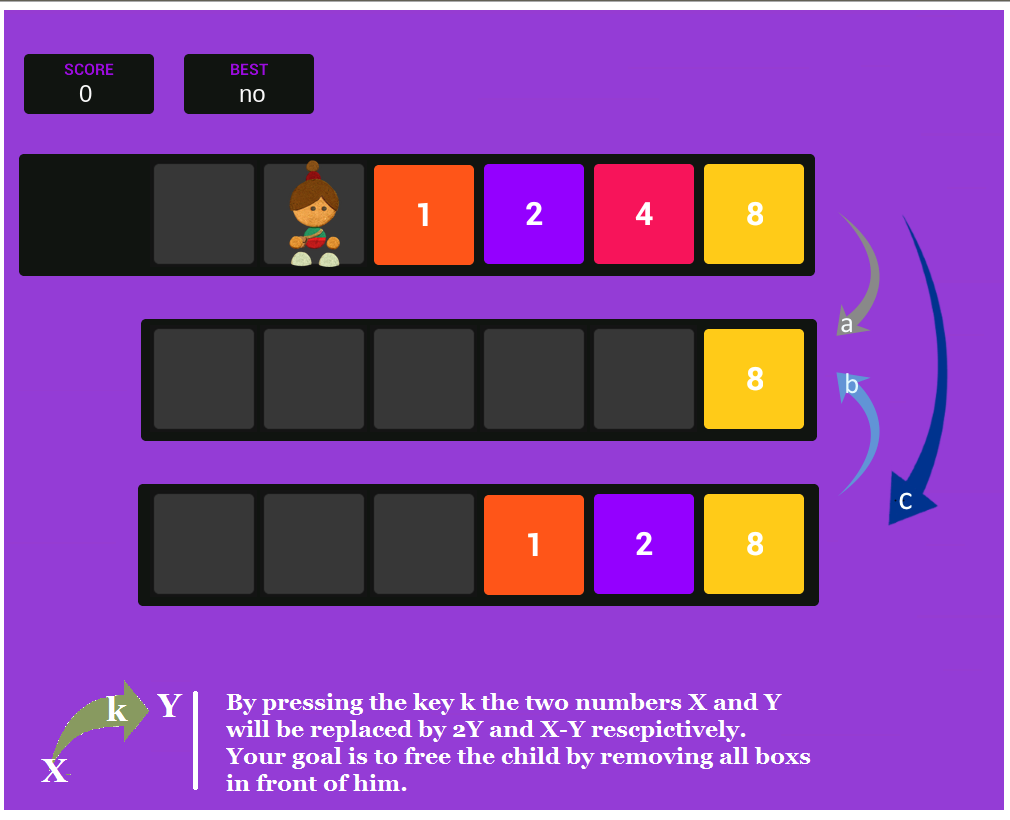 SCORE
0
BEST
no
1
2
4
8
8
1
2
8
a
b
c
X
k
Y
By pressing the key k the two numbers X and Y
will be replaced by 2Y and X-Y rescpictively.
Your goal is to free the child by removing all boxs
in front of him.